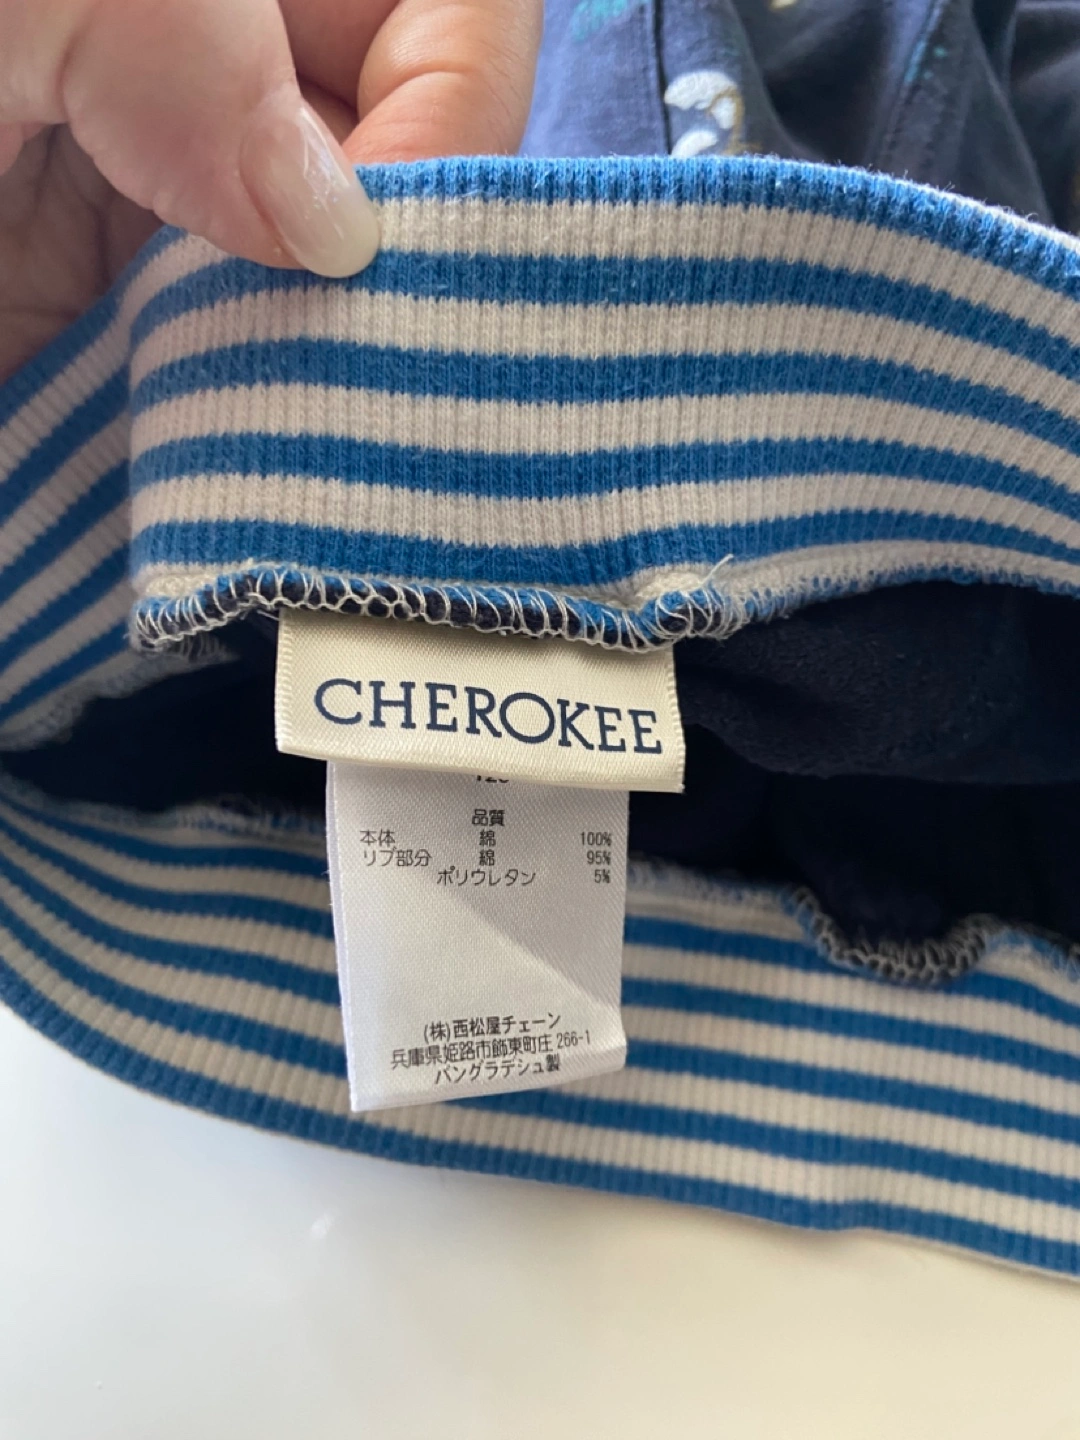 CHEROKEE
品質
本体 綿 100%
リブ部分 綿 95%
ポリウレタン 5%
(株)西松屋チェーン
兵庫県姫路市飾東町庄 266-1
バングラデシュ製